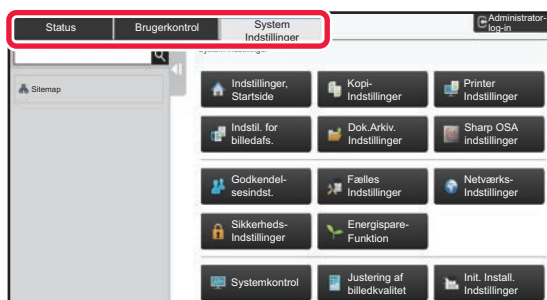 Status Brugerkontrol System
Indstillinger
Administrator-
log-in
Sitemap
Indstillinger,
Startside
Kopi-
Indstillinger
Printer
Indstillinger
Indstil. for
billedafs.
Dok.Arkiv.
Indstillinger
Sharp OSA
indstillinger
Godkendel-
sesindst.
Fælles
Indstillinger
Netværks-
Indstillinger
Sikkerheds-
Indstillinger
Energispare-
Funktion
Systemkontrol
Justering af
billedkvalitet
Init. Install.
Indstillinger